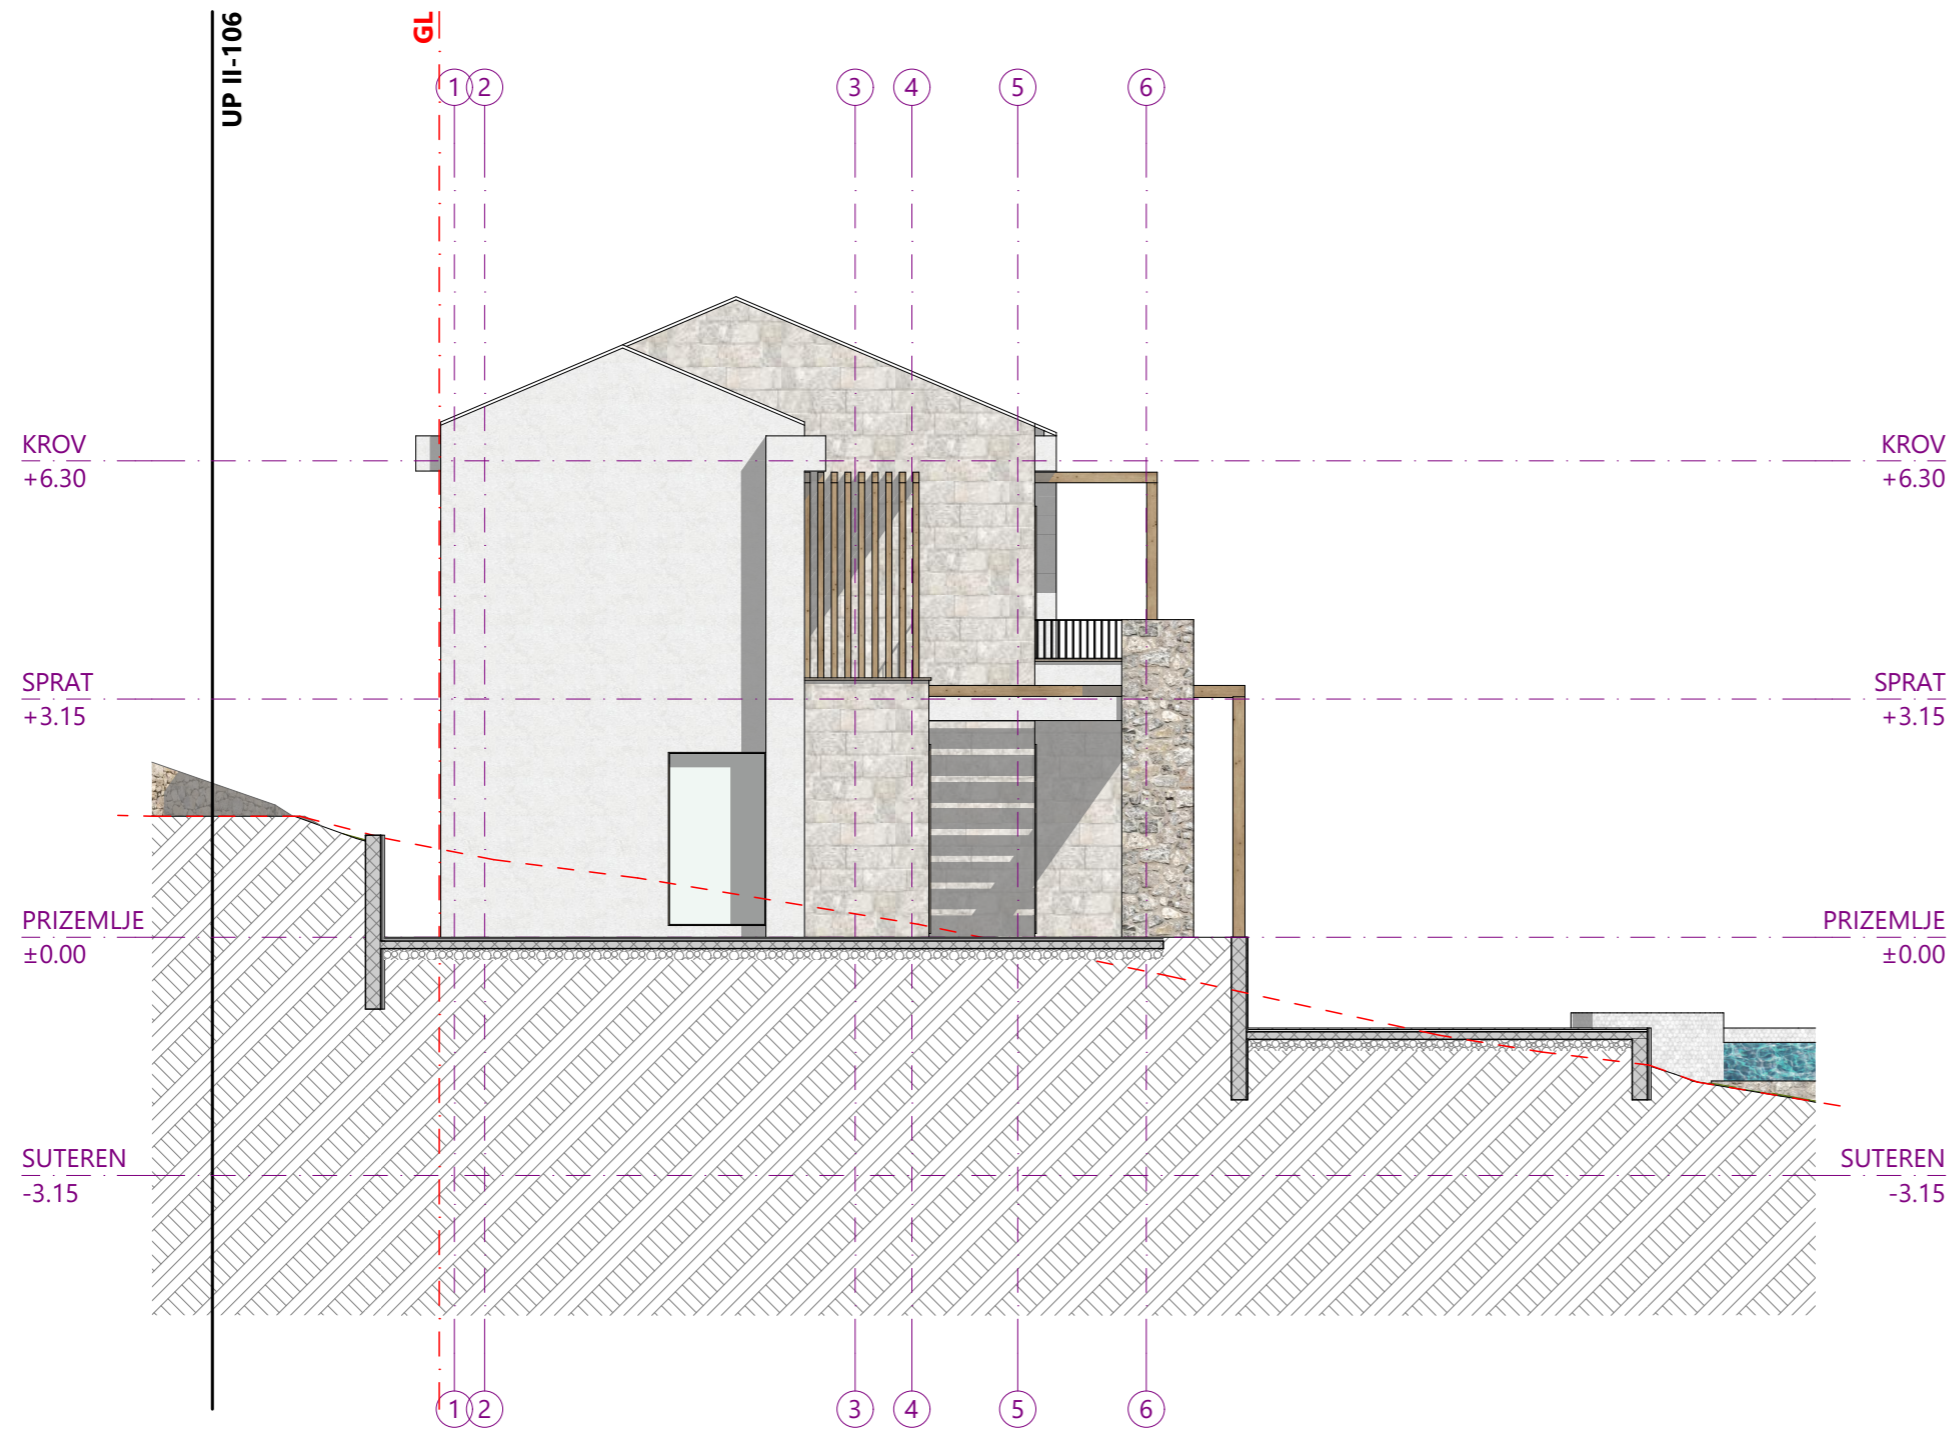 UP II-106
GL
1 2 3 4 5 6
KROV
+6.30
KROV
+6.30
SPRAT
+3.15
SPRAT
+3.15
PRIZEMLJE
±0.00
PRIZEMLJE
±0.00
SUTEREN
-3.15
SUTEREN
-3.15
1 2 3 4 5 6